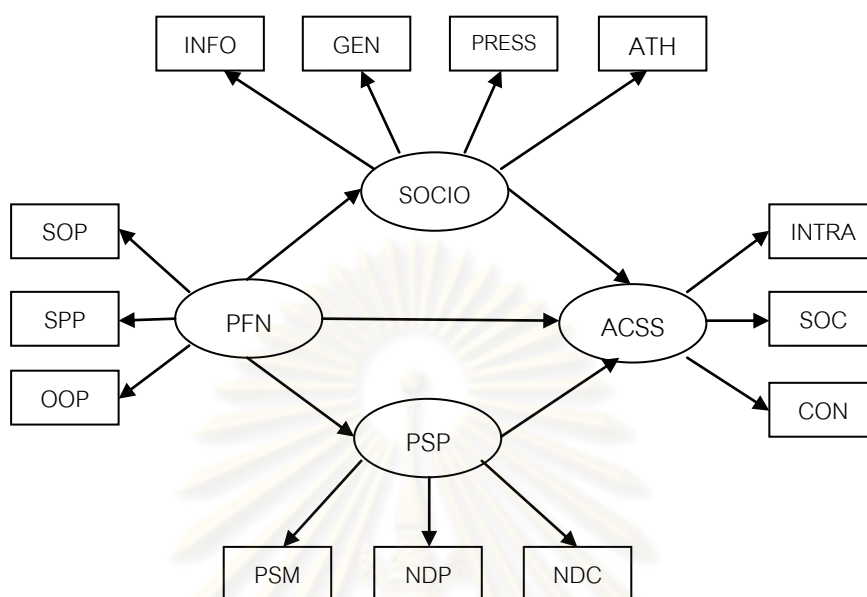 INFO
GEN
PRESS
ATH
SOCIO
SOP
INTRA
SPP
PFN
ACSS
SOC
OOP
CON
PSP
PSM
NDP
NDC